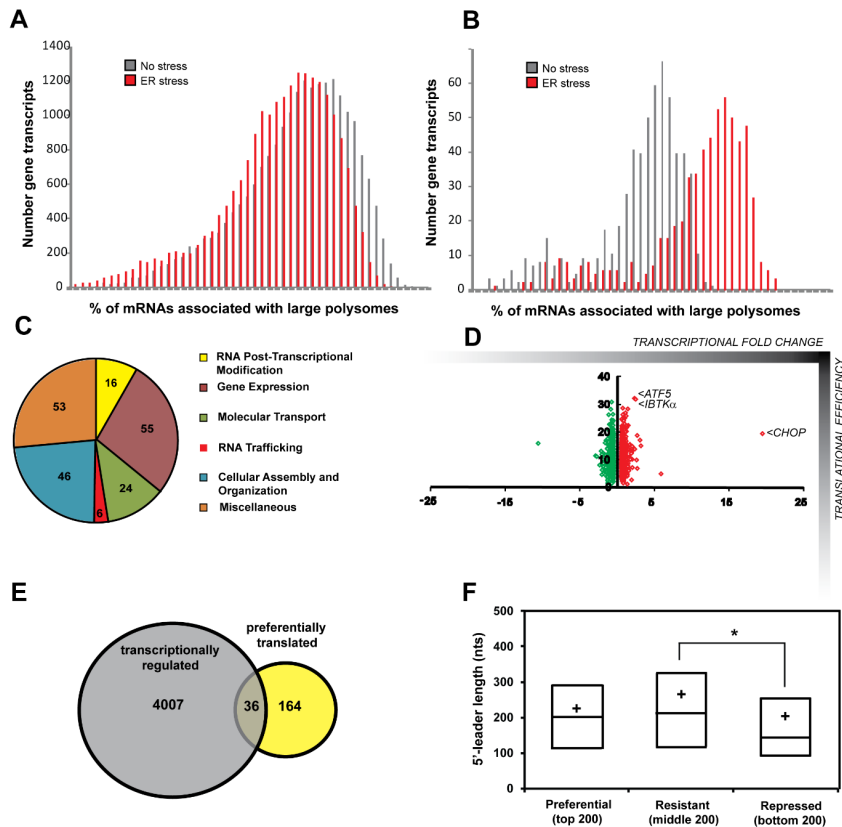 A
No stress
ER stress
Number gene transcripts
1400
1200
1000
800
600
400
200
0
% of mRNAs associated with large polysomes
B
No stress
ER stress
Number gene transcripts
60
50
40
30
20
10
0
% of mRNAs associated with large polysomes
C
16
55
24
6
46
53
RNA Post-Transcriptional
Modification
Gene Expression
Molecular Transport
RNA Trafficking
Cellular Assembly and
Organization
Miscellaneous
D
TRANSCRIPTIONAL FOLD CHANGE
TRANSLATIONAL EFFICIENCY
40
30
20
10
0
<ATF5
<IBTKα
<CHOP
-25
-15
-5
5
15
25
E
transcriptionally
regulated
preferentially
translated
4007
36
164
F
5'-leader length (nts)
500
400
300
200
100
0
*
+
+
+
Preferential
(top 200)
Resistant
(middle 200)
Repressed
(bottom 200)